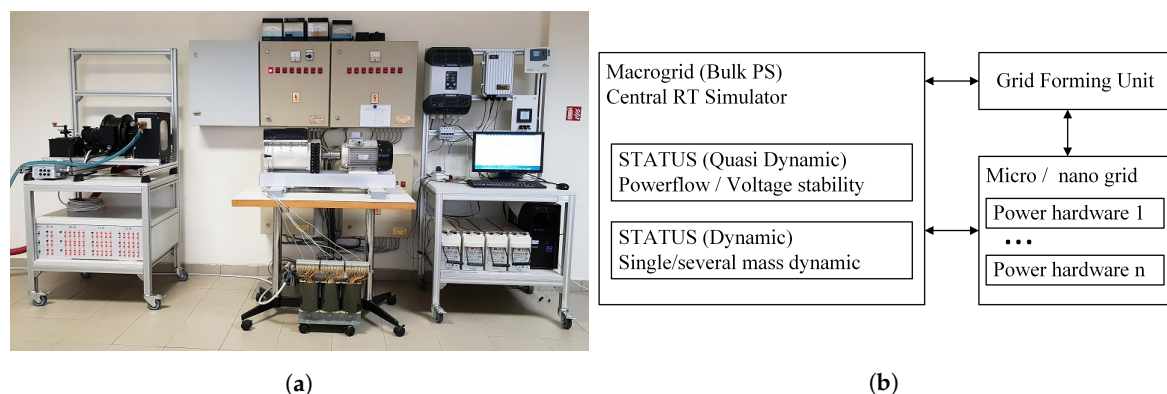 Macrogrid (Bulk PS)
Central RT Simulator
STATUS (Quasi Dynamic)
Powerflow / Voltage stability
STATUS (Dynamic)
Single/several mass dynamic
Grid Forming Unit
Micro / nano grid
Power hardware 1
...
Power hardware n
(a)
(b)